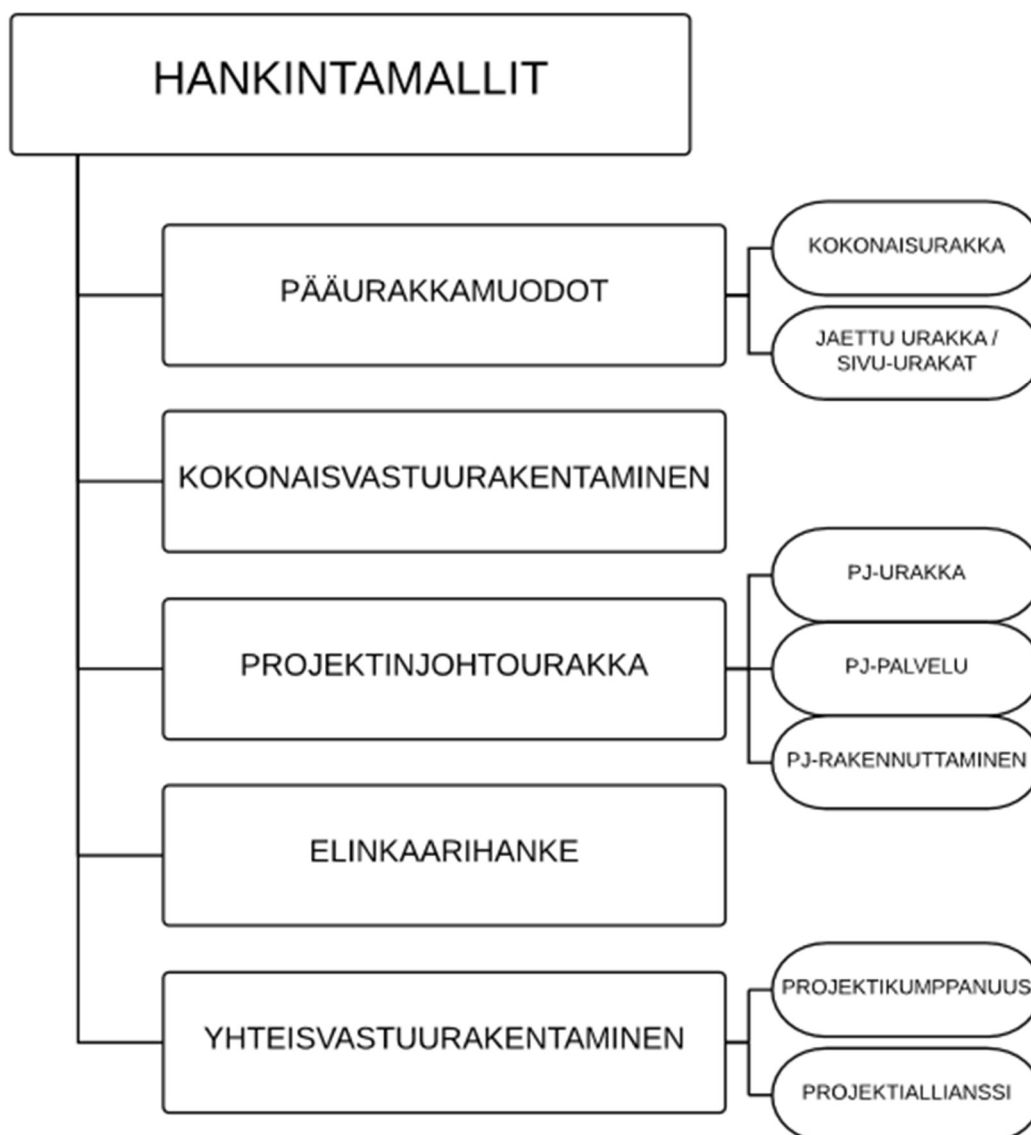 HANKINTAMALLIT
PÄÄURAKKAMUODOT
KOKONAISURAKKA
JAETTU URAKKA /
SIVU-URAKAT
KOKONAISVASTUURAKENTAMINEN
PROJEKTINJOHTOURAKKA
PJ-URAKKA
PJ-PALVELU
PJ-RAKENNUTTAMINEN
ELINKAARIHANKE
YHTEISVASTUURAKENTAMINEN
PROJEKTIKUMPPANUUS
PROJEKTIALLIANSSI